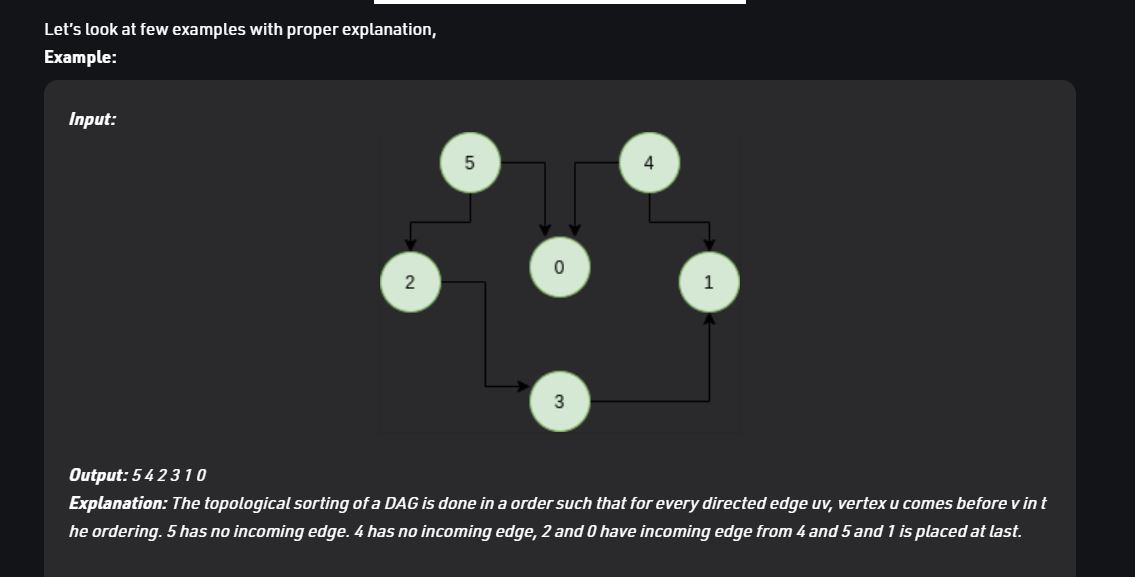 Let's look at few examples with proper explanation,
Example:
Input:
5
4
0
2
1
3
Output: 5 4 2 3 1 0
Explanation: The topological sorting of a DAG is done in a order such that for every directed edge uv, vertex u comes before v in t
he ordering. 5 has no incoming edge. 4 has no incoming edge, 2 and 0 have incoming edge from 4 and 5 and 1 is placed at last.